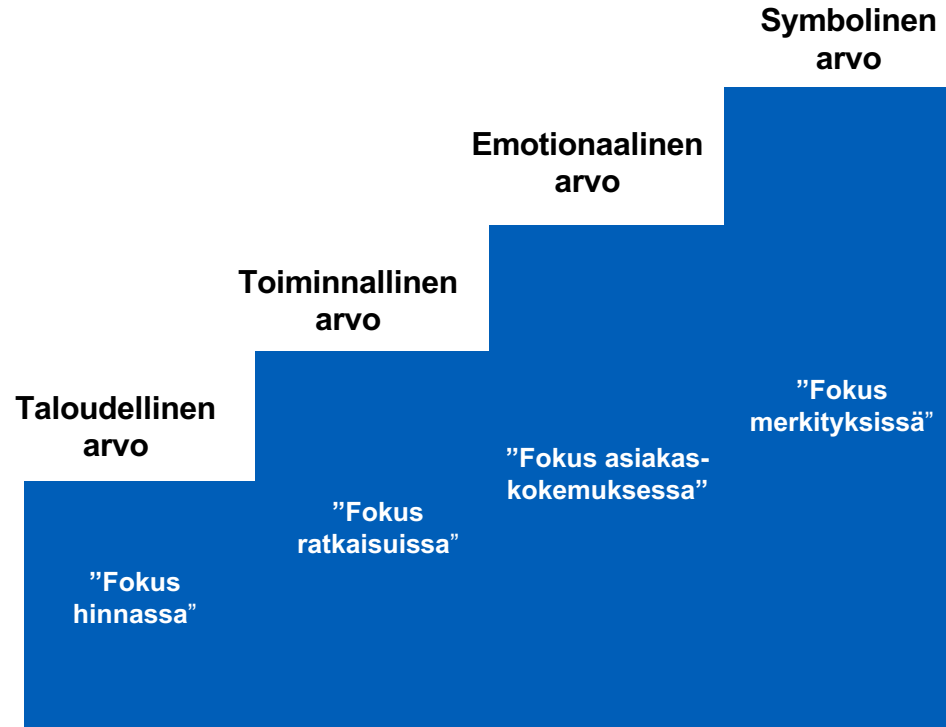 Symbolinen
arvo
Emotionaalinen
arvo
Toiminnallinen
arvo
Taloudellinen
arvo
”Fokus
merkityksissä”
”Fokus asiakas-
kokemuksessa”
”Fokus
ratkaisuissa”
”Fokus
hinnassa”